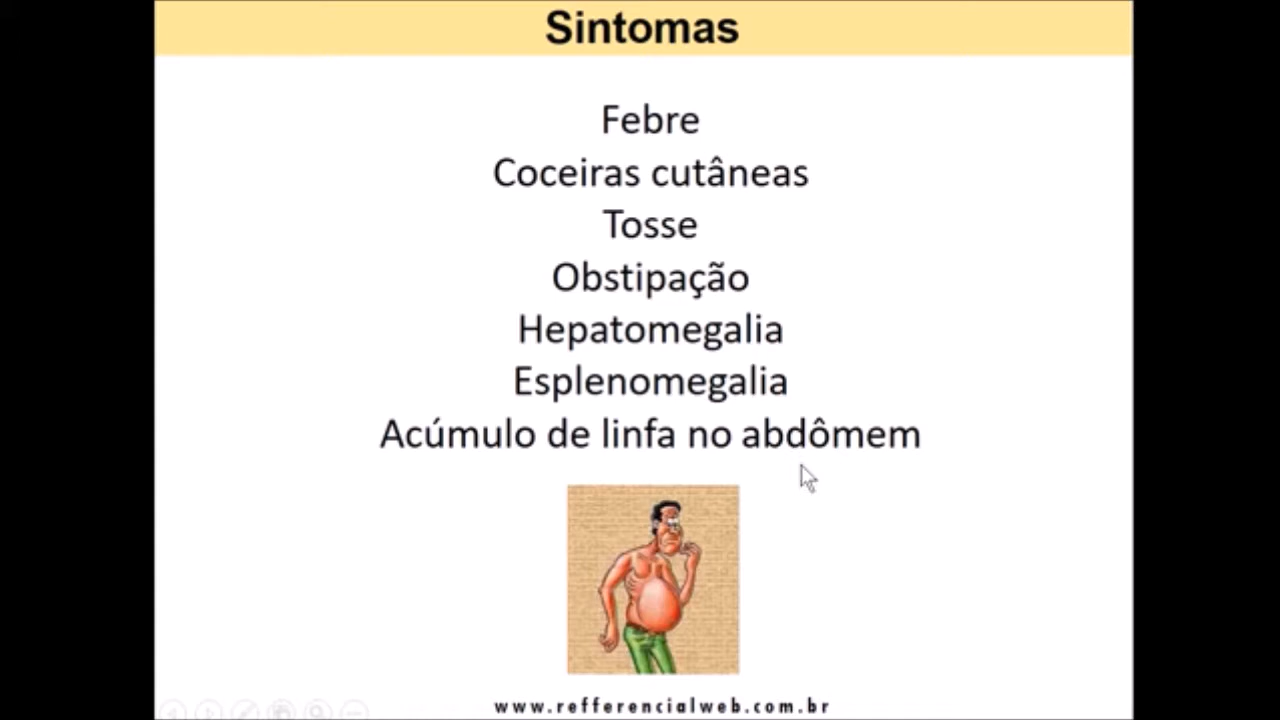 Sintomas
Febre
Coceiras cutâneas
Tosse
Obstipação
Hepatomegalia
Esplenomegalia
Acúmulo de linfa no abdômem
www.refferencialweb.com.br